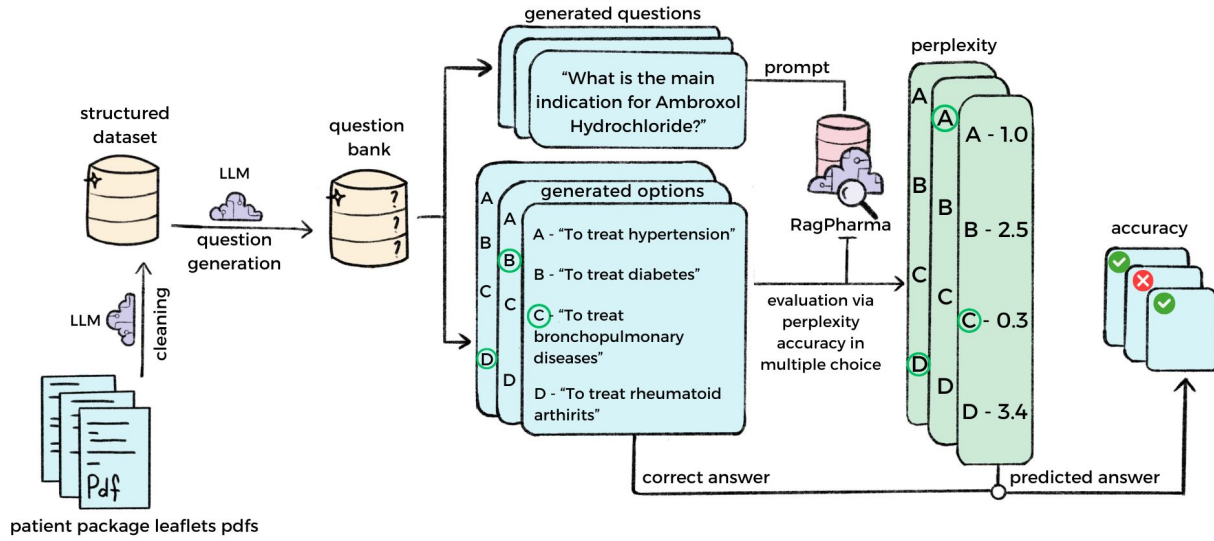 generated questions
"What is the main
indication for Ambroxol
Hydrochloride?"
prompt
perplexity
structured
dataset
LLM
question
generation
question
bank
?
?
?
LLM
cleaning
Pdf
patient package leaflets pdfs
generated options
A
B
C
D
A
B
C
D
A - "To treat hypertension"
B - "To treat diabetes"
C - "To treat
bronchopulmonary
diseases"
D - "To treat rheumatoid
arthirits"
RagPharma
evaluation via
perplexity
accuracy in
multiple choice
A
B
C
D
A
B
C
D
A - 1.0
B - 2.5
C - 0.3
D - 3.4
accuracy
correct answer
predicted answer